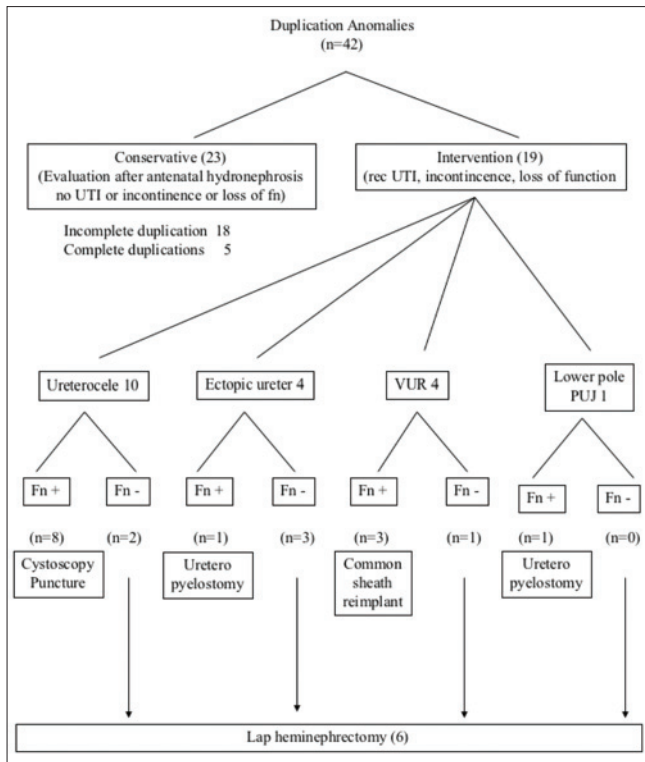 Duplication Anomalies
(n=42)
Conservative (23)
(Evaluation after antenatal hydronephrosis
no UTI or incontinence or loss of fn)
Intervention (19)
(rec UTI, incontincence, loss of function
Incomplete duplication 18
Complete duplications 5
Ureterocele 10
Ectopic ureter 4
VUR 4
Lower pole
PUJ 1
Fn +
Fn -
Fn +
Fn -
Fn +
Fn -
Fn +
Fn -
(n=8)
(n=2)
(n=1)
(n=3)
(n=3)
(n=1)
(n=1)
(n=0)
Cystoscopy
Puncture
Uretero
pyelostomy
Common
sheath
reimplant
Uretero
pyelostomy
Lap heminephrectomy (6)